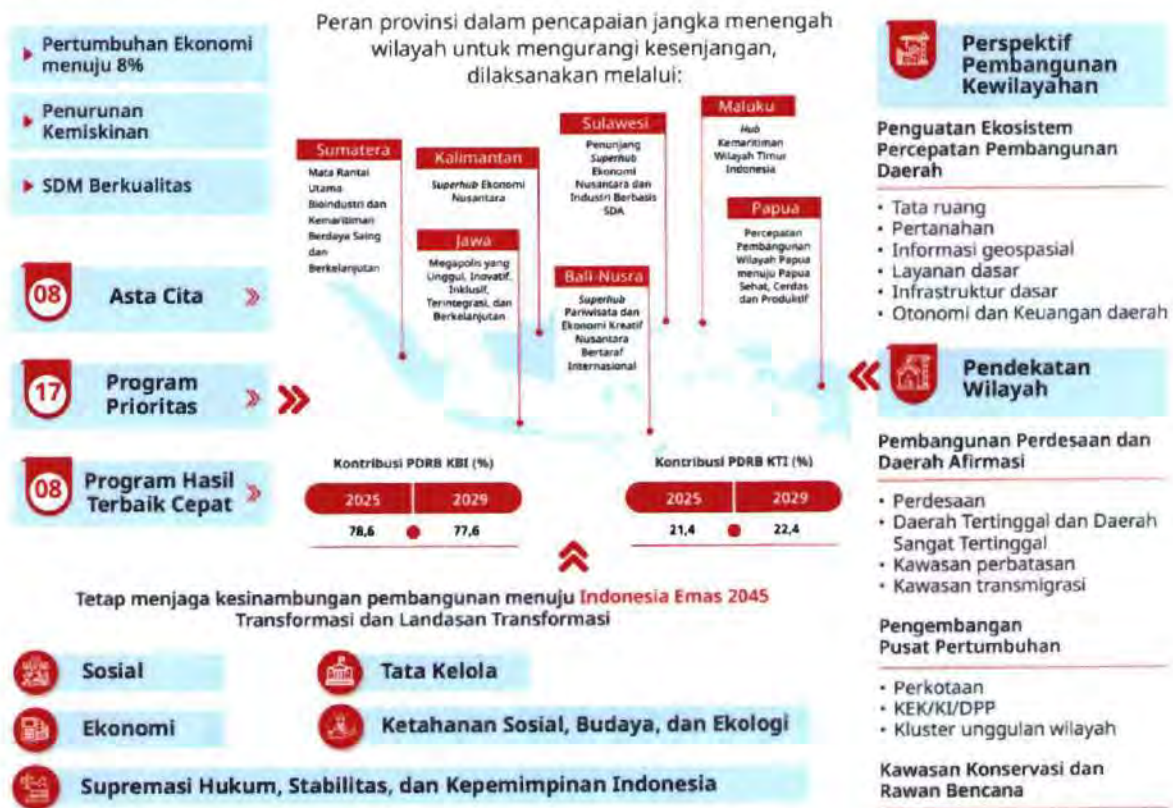 Pertumbuhan Ekonomi
menuju 8%
Penurunan
Kemiskinan
SDM Berkualitas
08
Asta Cita
17
Program
Prioritas
08
Program Hasil
Terbaik Cepat
Peran provinsi dalam pencapaian jangka menengah
wilayah untuk mengurangi kesenjangan,
dilaksanakan melalui:
Sumatera
Mata Rantai
Utama
Bioindustri dan
Kemaritiman
Berdaya Saing
dan
Berkelanjutan
Kalimantan
Superhub Ekonomi
Nusantara
Jawa
Megapolis yang
Unggul, Inovatif,
Inklusif,
Terintegrasi, dan
Berkelanjutan
Sulawesi
Penunjang
Superhub
Ekonomi
Nusantara dan
Industri Berbasis
SDA
Bali-Nusra
Superhub
Pariwisata dan
Ekonomi Kreatif
Nusantara
Bertaraf
Internasional
Maluku
Hub
Kemaritiman
Wilayah Timur
Indonesia
Papua
Percepatan
Pembangunan
Wilayah Papua
menuju Papua
Sehat, Cerdas
dan Produktif
Kontribusi PDRB KBI (%)
2025 2029
78,6 77,6
Kontribusi PDRB KTI (%)
2025 2029
21,4 22,4
Tetap menjaga kesinambungan pembangunan menuju Indonesia Emas 2045
Transformasi dan Landasan Transformasi
Sosial
Tata Kelola
Ekonomi
Ketahanan Sosial, Budaya, dan Ekologi
Supremasi Hukum, Stabilitas, dan Kepemimpinan Indonesia
Perspektif
Pembangunan
Kewilayahan
Penguatan Ekosistem
Percepatan Pembangunan
Daerah
• Tata ruang
• Pertanahan
• Informasi geospasial
• Layanan dasar
• Infrastruktur dasar
• Otonomi dan Keuangan daerah
Pendekatan
Wilayah
Pembangunan Perdesaan dan
Daerah Afirmasi
• Perdesaan
• Daerah Tertinggal dan Daerah
Sangat Tertinggal
• Kawasan perbatasan
• Kawasan transmigrasi
Pengembangan
Pusat Pertumbuhan
• Perkotaan
• KEK/KI/DPP
• Kluster unggulan wilayah
Kawasan Konservasi dan
Rawan Bencana